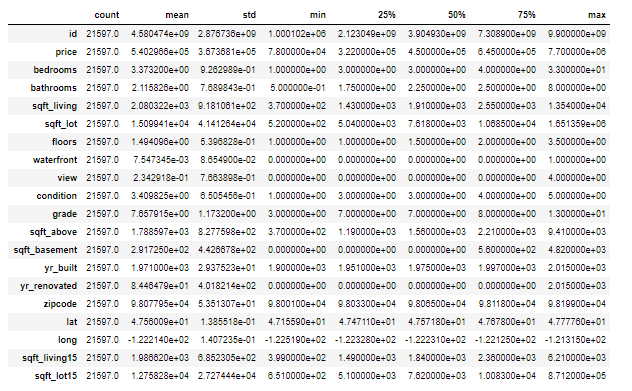 count mean std min 25% 50% 75% max
id 21597.0 4.580474e+09 2.876736e+09 1.000102e+06 2.123049e+09 3.904930e+09 7.308900e+09 9.900000e+09
price 21597.0 5.402966e+05 3.673681e+05 7.800000e+04 3.220000e+05 4.500000e+05 6.450000e+05 7.700000e+06
bedrooms 21597.0 3.373200e+00 9.262989e-01 1.000000e+00 3.000000e+00 3.000000e+00 4.000000e+00 3.300000e+01
bathrooms 21597.0 2.115826e+00 7.689843e-01 5.000000e-01 1.750000e+00 2.250000e+00 2.500000e+00 8.000000e+00
sqft_living 21597.0 2.080322e+03 9.181061e+02 3.700000e+02 1.430000e+03 1.910000e+03 2.550000e+03 1.354000e+04
sqft_lot 21597.0 1.509941e+04 4.141264e+04 5.200000e+02 5.040000e+03 7.618000e+03 1.068500e+04 1.651359e+06
floors 21597.0 1.494096e+00 5.396828e-01 1.000000e+00 1.000000e+00 1.500000e+00 2.000000e+00 3.500000e+00
waterfront 21597.0 7.547345e-03 8.654900e-02 0.000000e+00 0.000000e+00 0.000000e+00 0.000000e+00 1.000000e+00
view 21597.0 2.342918e-01 7.663898e-01 0.000000e+00 0.000000e+00 0.000000e+00 0.000000e+00 4.000000e+00
condition 21597.0 3.409825e+00 6.505456e-01 1.000000e+00 3.000000e+00 3.000000e+00 4.000000e+00 5.000000e+00
grade 21597.0 7.657915e+00 1.173200e+00 3.000000e+00 7.000000e+00 7.000000e+00 8.000000e+00 1.300000e+01
sqft_above 21597.0 1.788597e+03 8.277598e+02 3.700000e+02 1.190000e+03 1.560000e+03 2.210000e+03 9.410000e+03
sqft_basement 21597.0 2.917250e+02 4.426678e+02 0.000000e+00 0.000000e+00 0.000000e+00 5.600000e+02 4.820000e+03
yr_built 21597.0 1.971000e+03 2.937523e+01 1.900000e+03 1.951000e+03 1.975000e+03 1.997000e+03 2.015000e+03
yr_renovated 21597.0 8.446479e+01 4.018214e+02 0.000000e+00 0.000000e+00 0.000000e+00 0.000000e+00 2.015000e+03
zipcode 21597.0 9.807795e+04 5.351307e+01 9.800100e+04 9.803300e+04 9.806500e+04 9.811800e+04 9.819900e+04
lat 21597.0 4.756009e+01 1.385518e-01 4.715590e+01 4.747110e+01 4.757180e+01 4.767800e+01 4.777760e+01
long 21597.0 -1.222140e+02 1.407235e-01 -1.225190e+02 -1.223280e+02 -1.222310e+02 -1.221250e+02 -1.213150e+02
sqft_living15 21597.0 1.986620e+03 6.852305e+02 3.990000e+02 1.490000e+03 1.840000e+03 2.360000e+03 6.210000e+03
sqft_lot15 21597.0 1.275828e+04 2.727444e+04 6.510000e+02 5.100000e+03 7.620000e+03 1.008300e+04 8.712000e+05